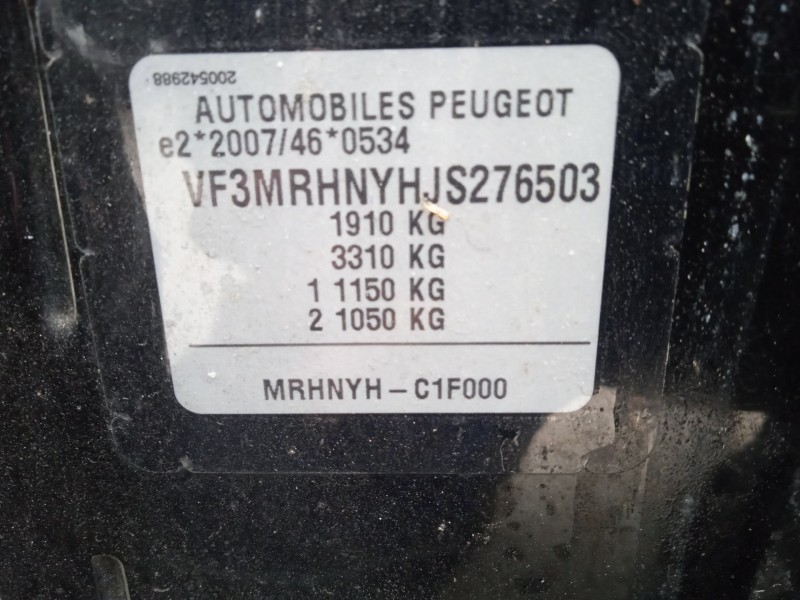 200542988
AUTOMOBILES PEUGEOT
e2*2007/46*0534
VF3MRHNYHJS276503
1910 KG
3310 KG
1 1150 KG
2 1050 KG
MRHNYH – C1F000